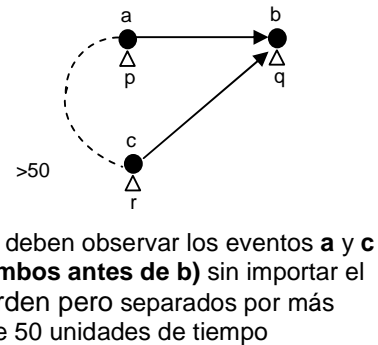 a b
p q
c
>50
r
deben observar los eventos a y c
mbos antes de b) sin importar el
rden pero separados por más
e 50 unidades de tiempo